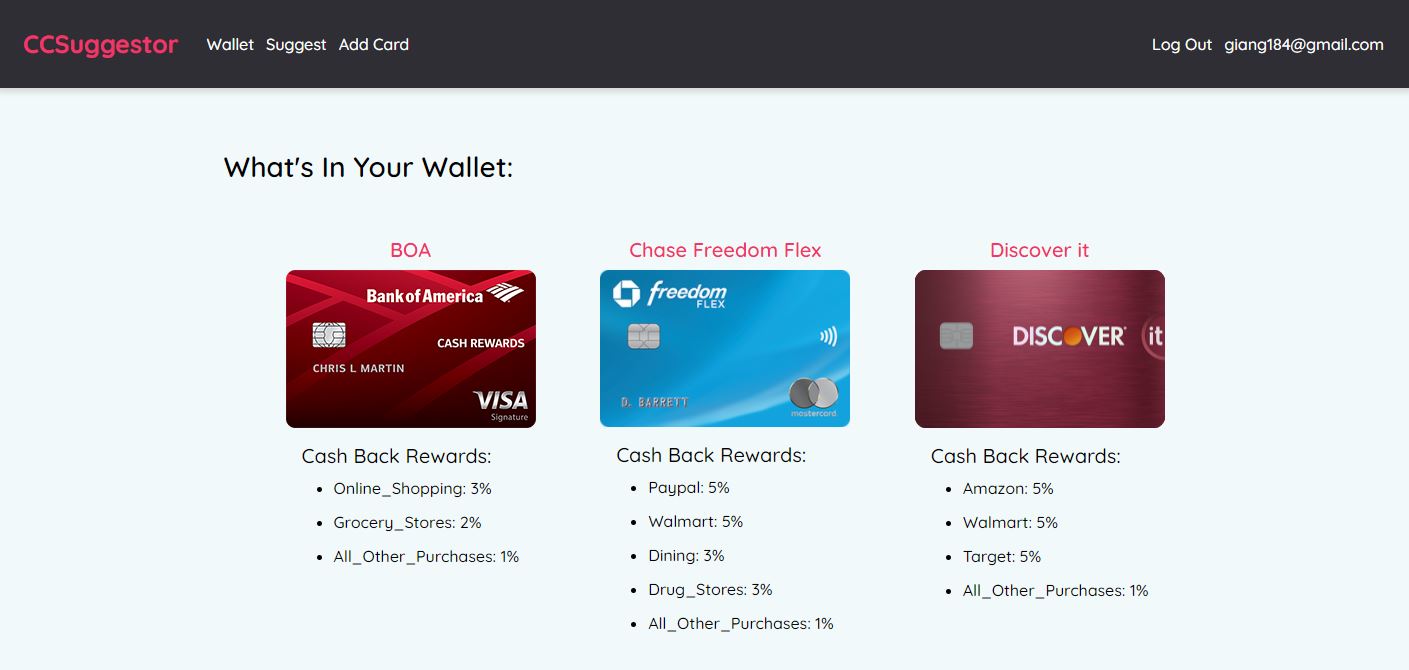 CCSuggestor Wallet Suggest Add Card Log Out giang184@gmail.com
What's In Your Wallet:
BOA
Bank of America
CASH REWARDS
CHRIS L MARTIN
VISA
Signature
Cash Back Rewards:
Online_Shopping: 3%
Grocery_Stores: 2%
All_Other_Purchases: 1%
Chase Freedom Flex
freedom
FLEX
D. BARRETT
mastercard
Cash Back Rewards:
Paypal: 5%
Walmart: 5%
Dining: 3%
Drug_Stores: 3%
All_Other_Purchases: 1%
Discover it
DISCOVER it
Cash Back Rewards:
Amazon: 5%
Walmart: 5%
Target: 5%
All_Other_Purchases: 1%